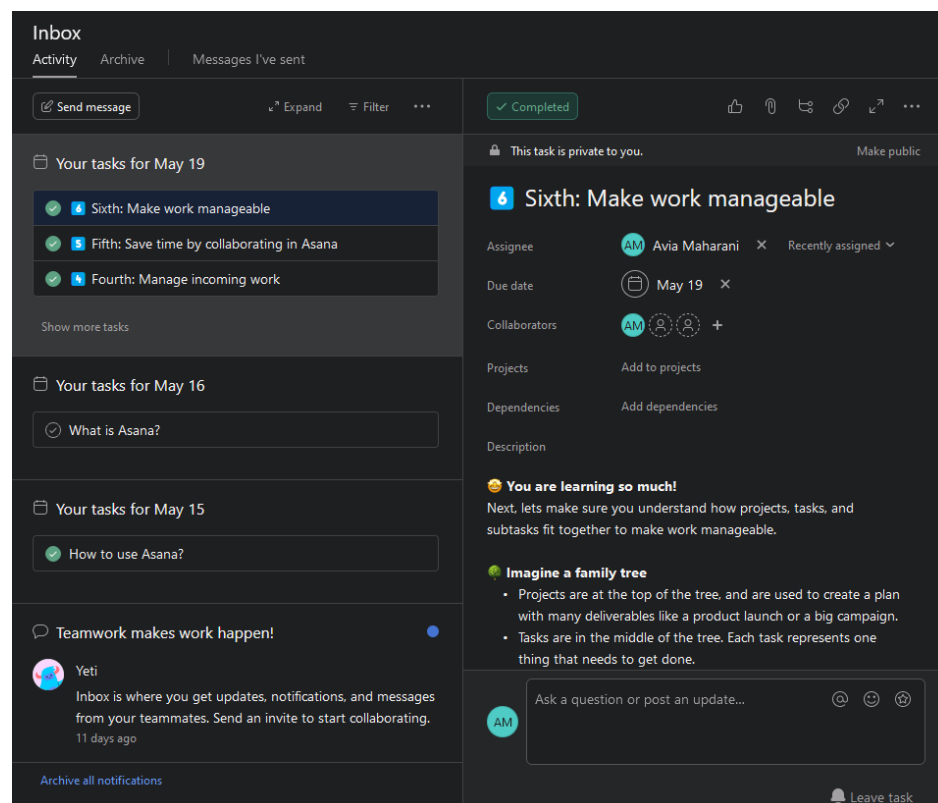 Inbox
Activity Archive Messages I've sent
Send message Expand Filter
Your tasks for May 19
6 Sixth: Make work manageable
5 Fifth: Save time by collaborating in Asana
4 Fourth: Manage incoming work
Show more tasks
Your tasks for May 16
What is Asana?
Your tasks for May 15
How to use Asana?
Teamwork makes work happen!
Yeti
Inbox is where you get updates, notifications, and messages
from your teammates. Send an invite to start collaborating.
11 days ago
Archive all notifications
Completed
This task is private to you. Make public
6 Sixth: Make work manageable
Assignee AM Avia Maharani Recently assigned
Due date May 19
Collaborators AM
Projects Add to projects
Dependencies Add dependencies
Description
You are learning so much!
Next, lets make sure you understand how projects, tasks, and
subtasks fit together to make work manageable.
Imagine a family tree
• Projects are at the top of the tree, and are used to create a plan
with many deliverables like a product launch or a big campaign.
• Tasks are in the middle of the tree. Each task represents one
thing that needs to get done.
AM Ask a question or post an update...
Leave task